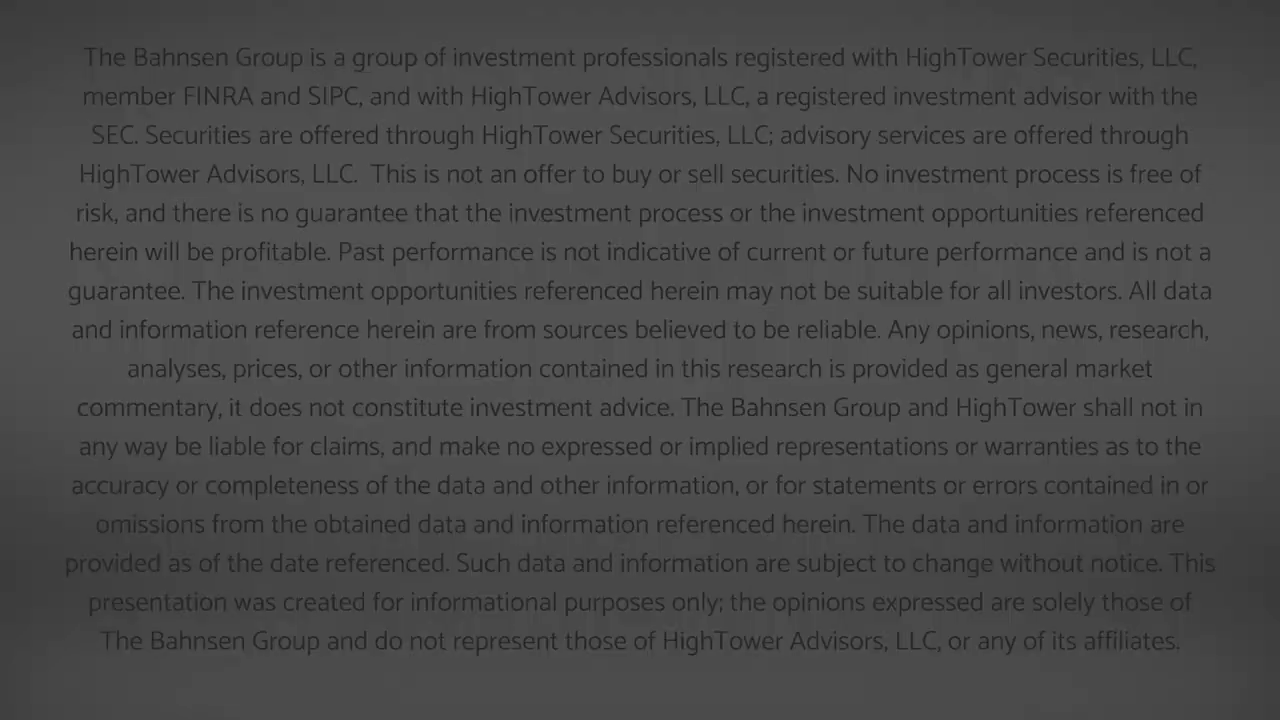 The Bahnsen Group is a group of investment professionals registered with HighTower Securities, LLC,
member FINRA and SIPC, and with HighTower Advisors, LLC, a registered investment advisor with the
SEC. Securities are offered through HighTower Securities, LLC; advisory services are offered through
HighTower Advisors, LLC.  This is not an offer to buy or sell securities. No investment process is free of
risk, and there is no guarantee that the investment process or the investment opportunities referenced
herein will be profitable. Past performance is not indicative of current or future performance and is not a
guarantee. The investment opportunities referenced herein may not be suitable for all investors. All data
and information reference herein are from sources believed to be reliable. Any opinions, news, research,
analyses, prices, or other information contained in this research is provided as general market
commentary, it does not constitute investment advice. The Bahnsen Group and HighTower shall not in
any way be liable for claims, and make no expressed or implied representations or warranties as to the
accuracy or completeness of the data and other information, or for statements or errors contained in or
omissions from the obtained data and information referenced herein. The data and information are
provided as of the date referenced. Such data and information are subject to change without notice. This
presentation was created for informational purposes only; the opinions expressed are solely those of
The Bahnsen Group and do not represent those of HighTower Advisors, LLC, or any of its affiliates.